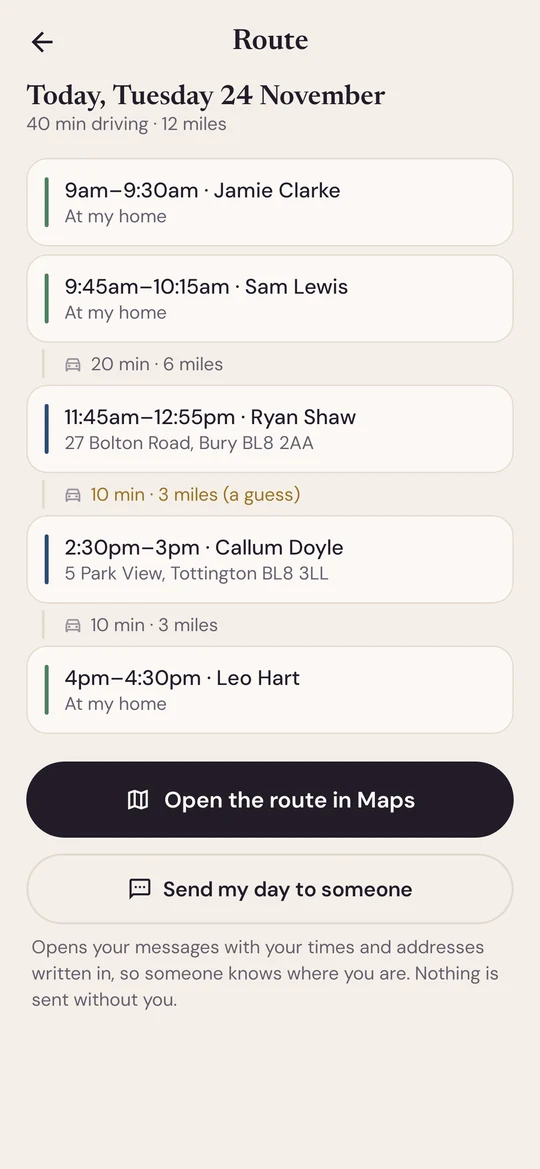 Route
Today, Tuesday 24 November
40 min driving · 12 miles
9am–9:30am · Jamie Clarke
At my home
9:45am–10:15am · Sam Lewis
At my home
20 min · 6 miles
11:45am–12:55pm · Ryan Shaw
27 Bolton Road, Bury BL8 2AA
10 min · 3 miles (a guess)
2:30pm–3pm · Callum Doyle
5 Park View, Tottington BL8 3LL
10 min · 3 miles
4pm–4:30pm · Leo Hart
At my home
Open the route in Maps
Send my day to someone
Opens your messages with your times and addresses
written in, so someone knows where you are. Nothing is
sent without you.